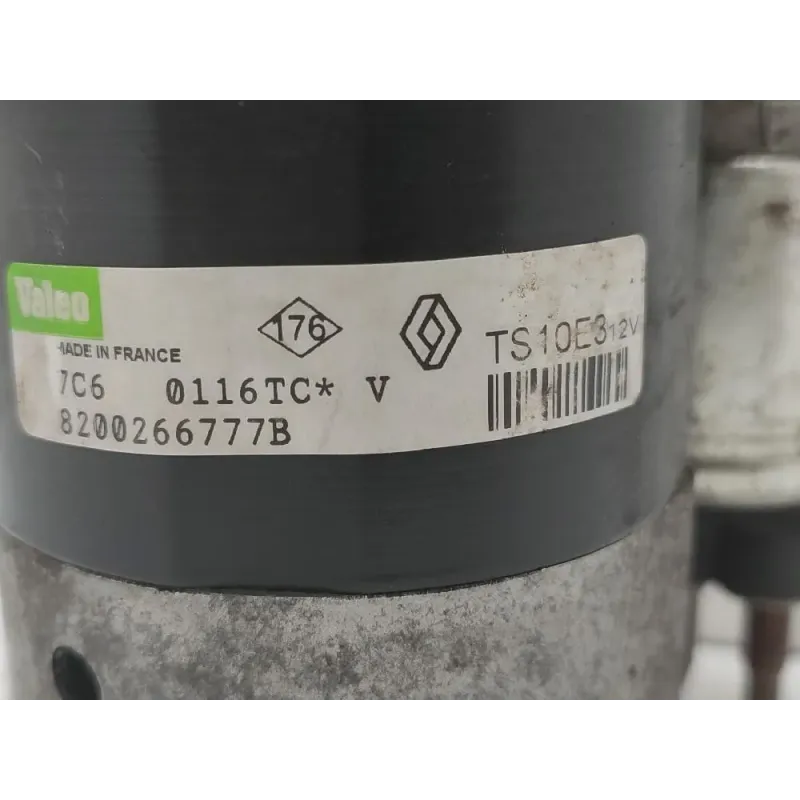 Valeo
176
TS10E3 12V
MADE IN FRANCE
7C6 0116TC* V
8200266777B